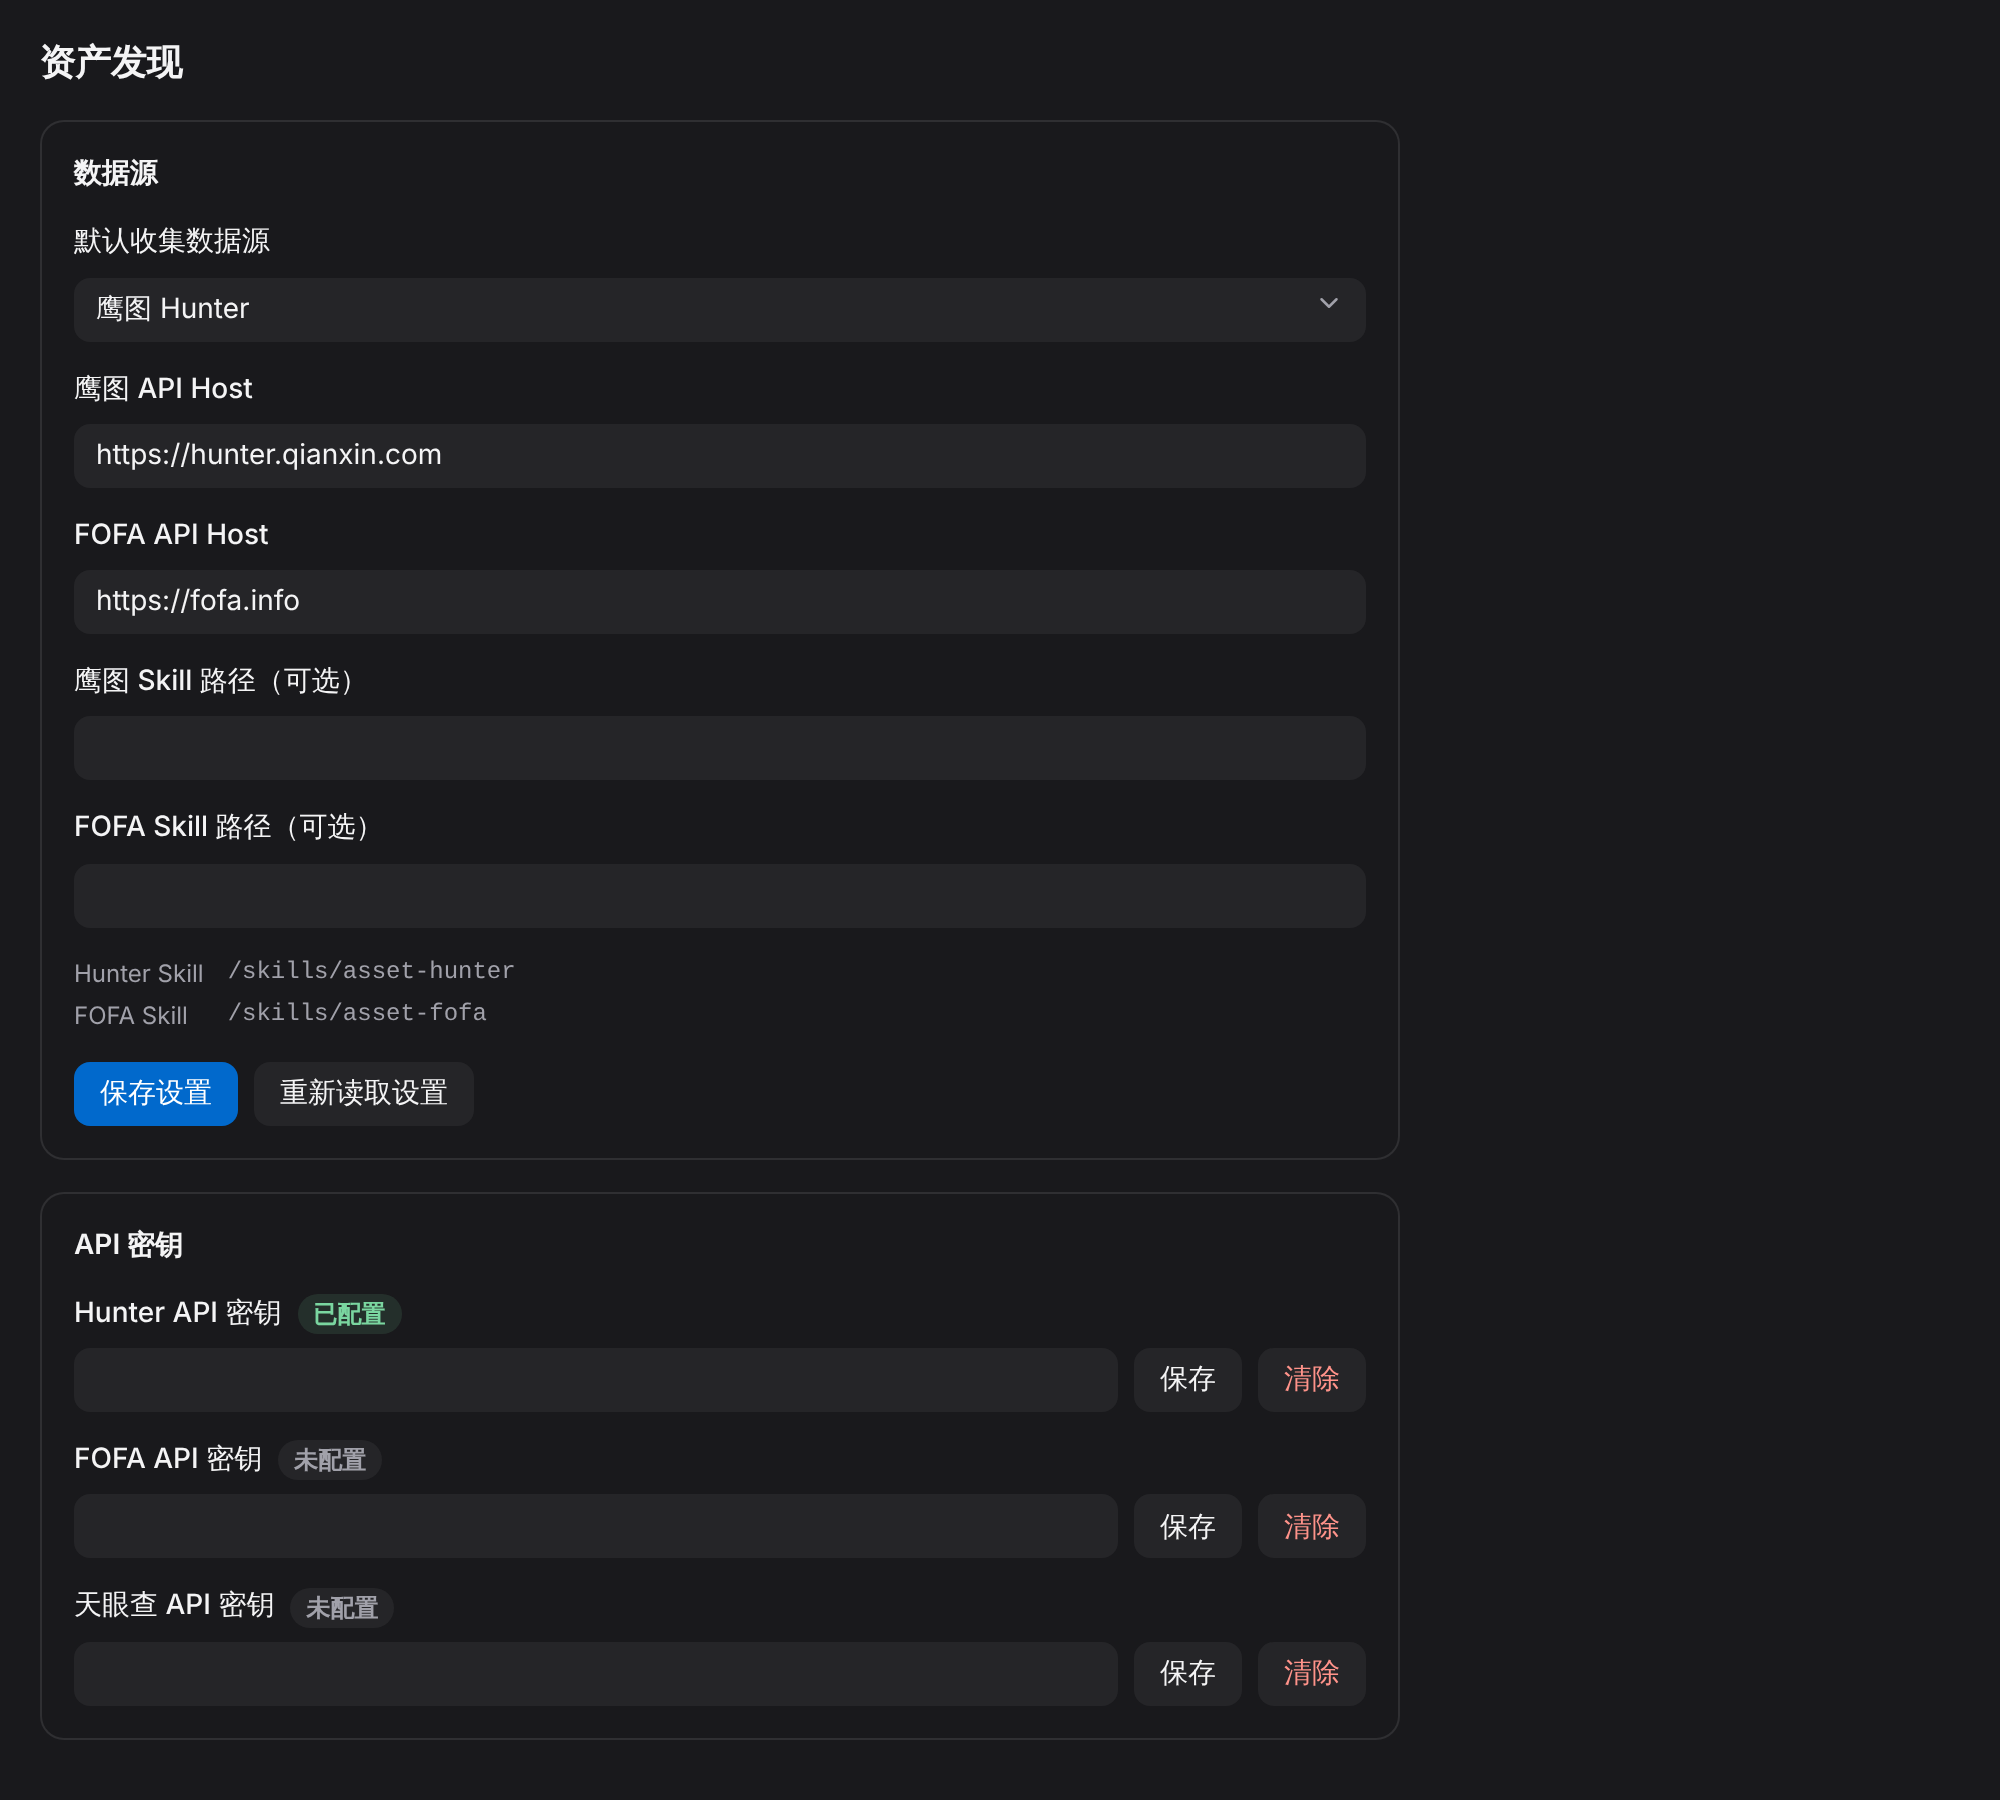 资产发现
数据源
默认收集数据源
鹰图 Hunter
鹰图 API Host
https://hunter.qianxin.com
FOFA API Host
https://fofa.info
鹰图 Skill 路径（可选）
FOFA Skill 路径（可选）
Hunter Skill /skills/asset-hunter
FOFA Skill /skills/asset-fofa
保存设置 重新读取设置
API 密钥
Hunter API 密钥 已配置
保存 清除
FOFA API 密钥 未配置
保存 清除
天眼查 API 密钥 未配置
保存 清除